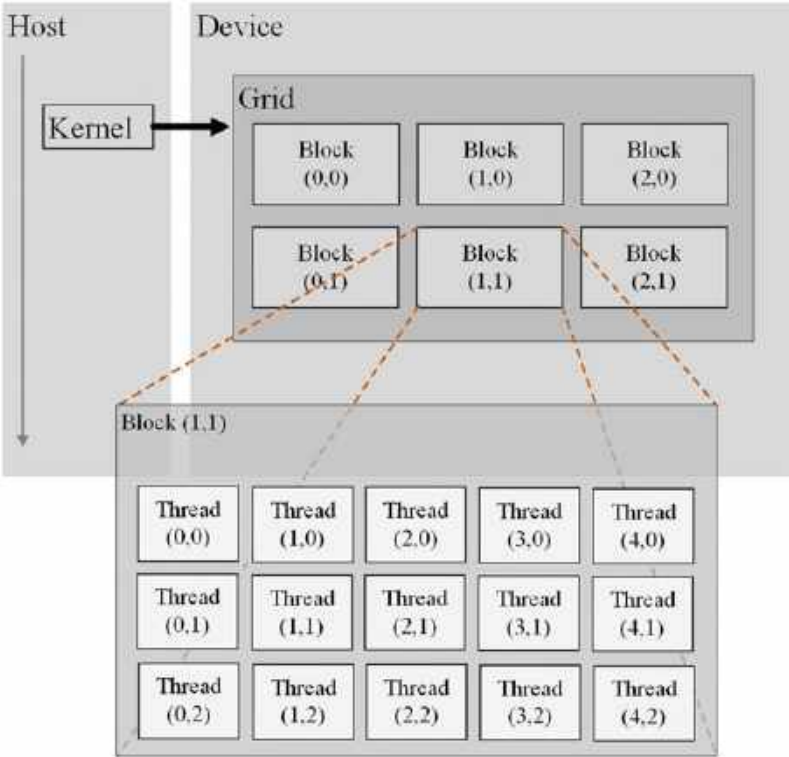 Host
Device
Grid
Kernel
Block
(0,0)
Block
(1,0)
Block
(2,0)
Block
(0,1)
Block
(1,1)
Block
(2,1)
Block (1,1)
Thread
(0,0)
Thread
(1,0)
Thread
(2,0)
Thread
(3,0)
Thread
(4,0)
Thread
(0,1)
Thread
(1,1)
Thread
(2,1)
Thread
(3,1)
Thread
(4,1)
Thread
(0,2)
Thread
(1,2)
Thread
(2,2)
Thread
(3,2)
Thread
(4,2)